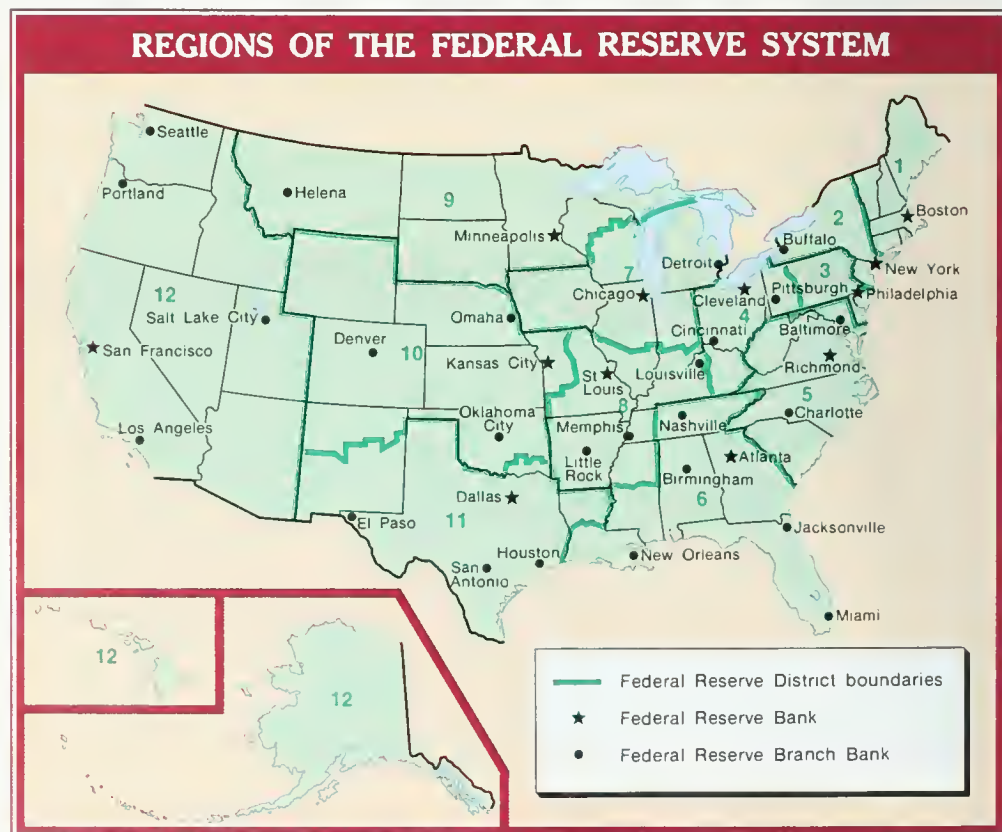 REGIONS OF THE FEDERAL RESERVE SYSTEM
Seattle
Portland
Helena
9
Minneapolis
1
Boston
2
Buffalo
Detroit
New York
7
3
Chicago
Cleveland
Pittsburgh
Philadelphia
4
12
Salt Lake City
Omaha
Cincinnati
Baltimore
San Francisco
Denver
10
Kansas City
St
Louis
Louisville
Richmond
5
Los Angeles
Oklahoma
City
8
Memphis
Nashville
Charlotte
Little
Rock
Atlanta
Birmingham
Dallas
6
El Paso
11
Jacksonville
Houston
New Orleans
San
Antonio
Miami
12
12
Federal Reserve District boundaries
Federal Reserve Bank
Federal Reserve Branch Bank